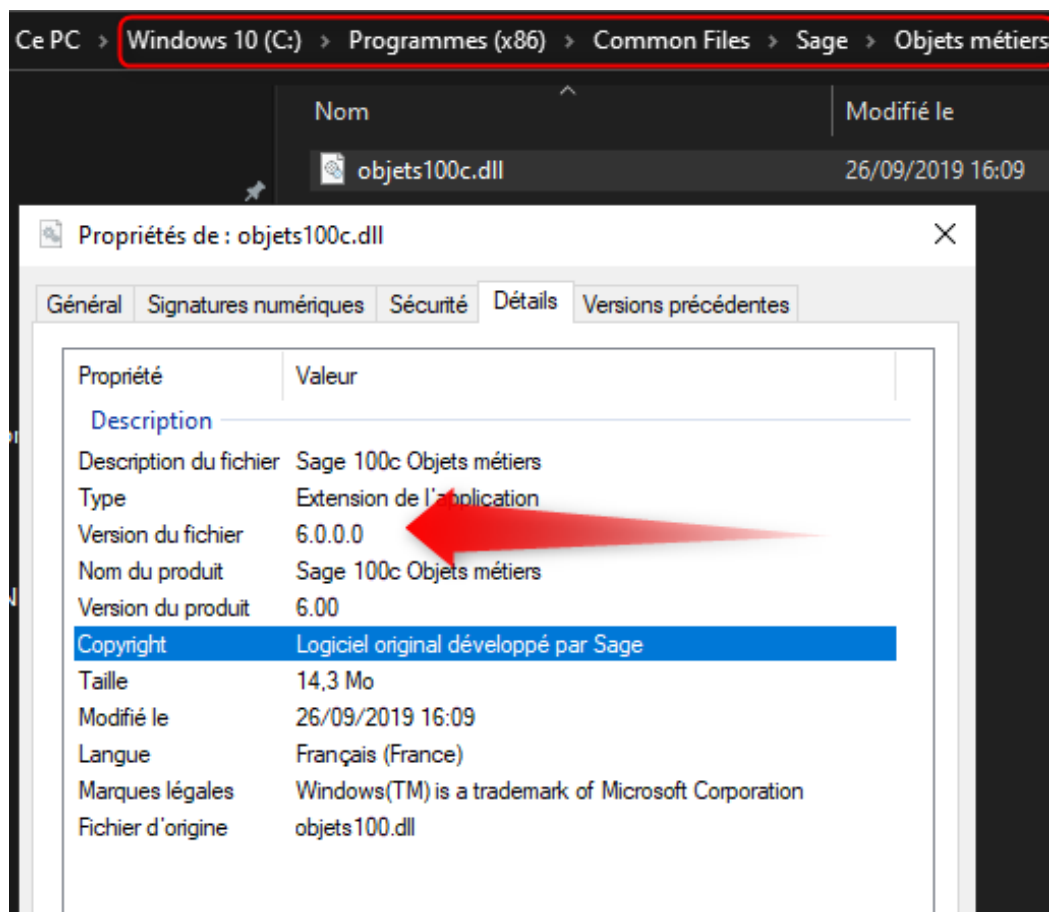 Ce PC > Windows 10 (C:) > Programmes (x86) > Common Files > Sage > Objets métiers
Nom Modifié le
objets100c.dll 26/09/2019 16:09
Propriétés de : objets100c.dll
Général Signatures numériques Sécurité Détails Versions précédentes
Propriété Valeur
Description
Description du fichier Sage 100c Objets métiers
Type Extension de l'application
Version du fichier 6.0.0.0
Nom du produit Sage 100c Objets métiers
Version du produit 6.00
Copyright Logiciel original développé par Sage
Taille 14,3 Mo
Modifié le 26/09/2019 16:09
Langue Français (France)
Marques légales Windows(TM) is a trademark of Microsoft Corporation
Fichier d'origine objets100.dll